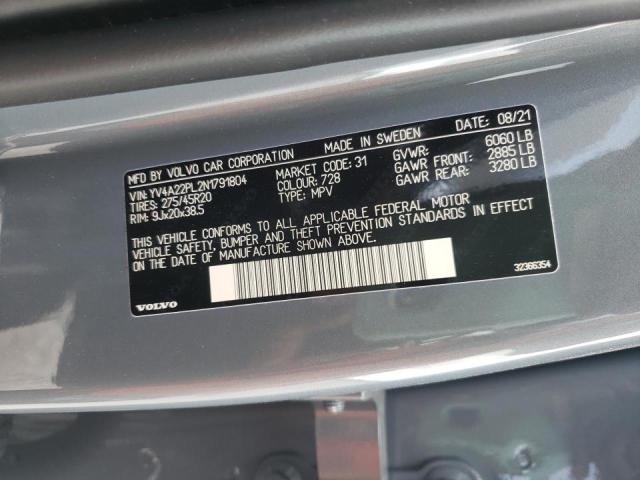 MFD BY VOLVO CAR CORPORATION MADE IN SWEDEN DATE: 08/21
VIN: YV4A22PL2N1791804 MARKET CODE: 31 GVWR: 6060 LB
TIRES: 275/45R20 COLOUR: 728 GAWR FRONT: 2885 LB
RIM: 9Jx20x38.5 TYPE: MPV GAWR REAR: 3280 LB
THIS VEHICLE CONFORMS TO ALL APPLICABLE FEDERAL MOTOR
VEHICLE SAFETY, BUMPER AND THEFT PREVENTION STANDARDS IN EFFECT
ON THE DATE OF MANUFACTURE SHOWN ABOVE.
VOLVO 32366354